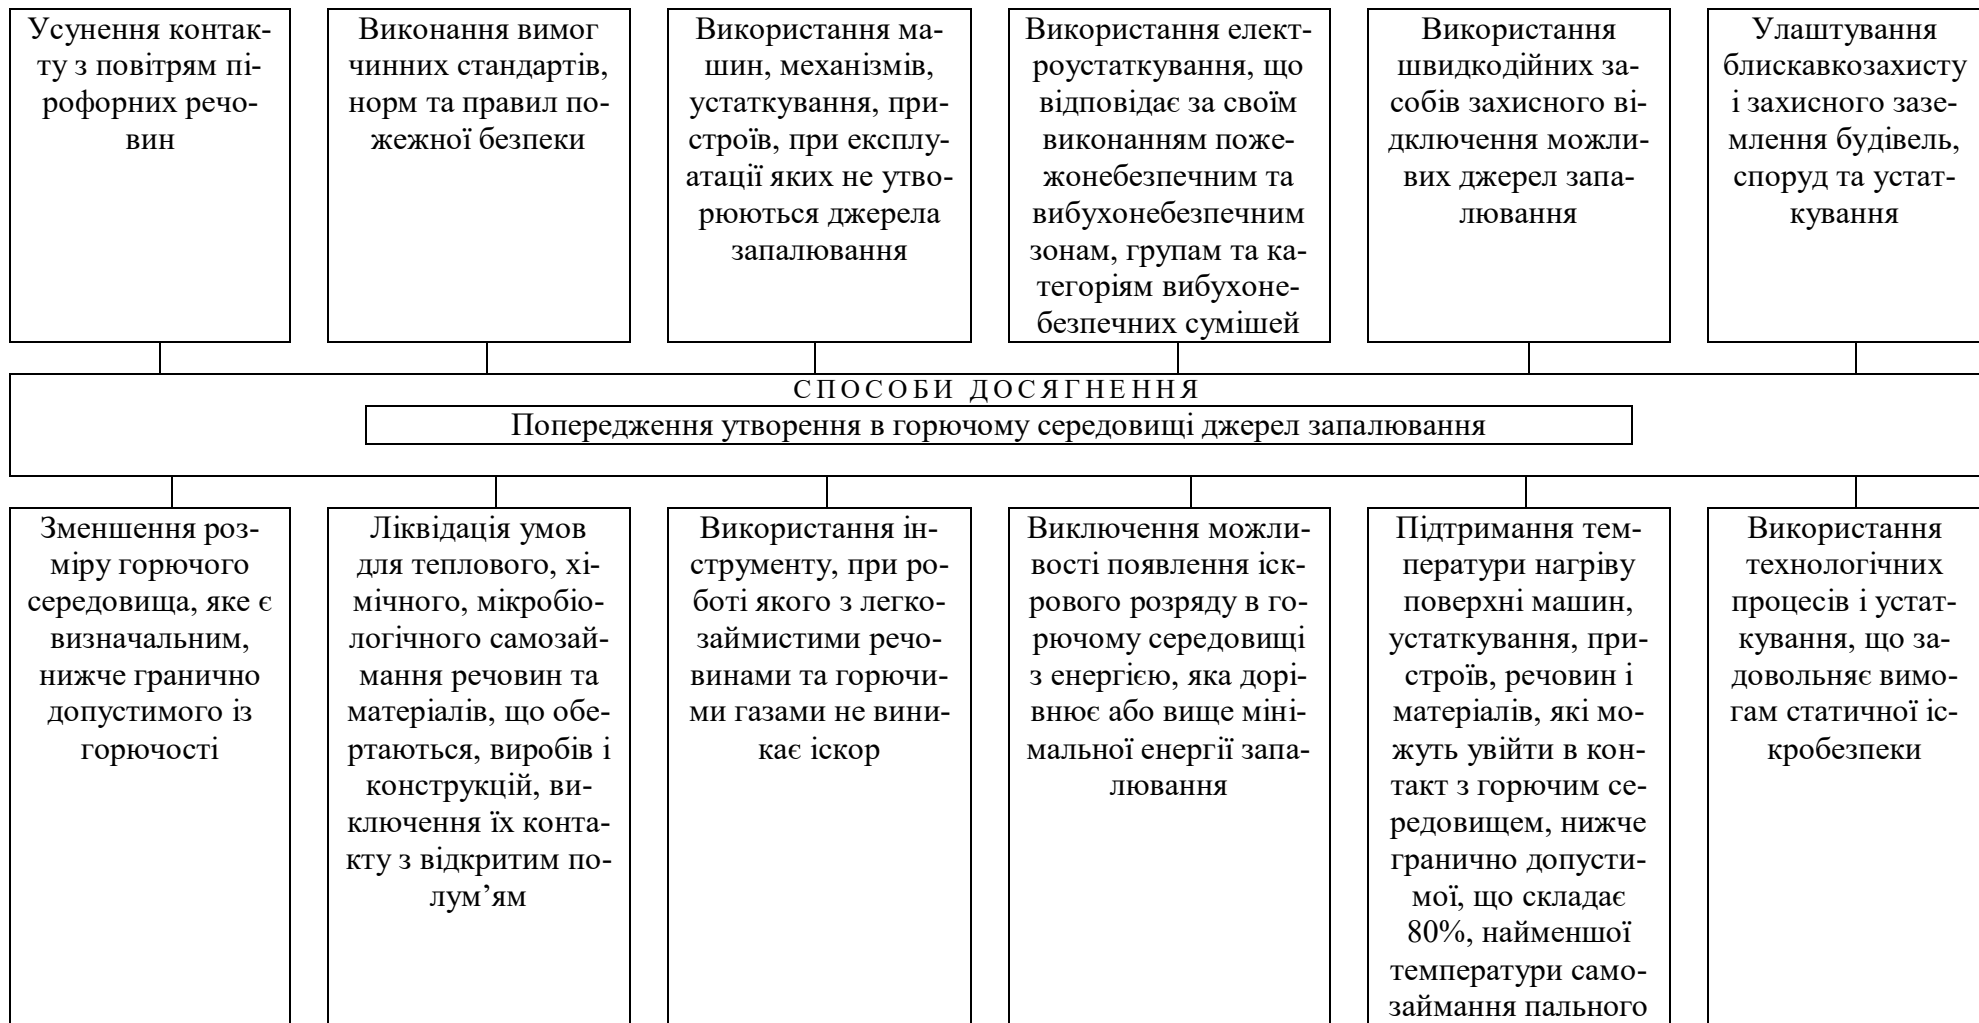 Усунення контак-
ту з повітрям пі-
рофорних речо-
вин
Виконання вимог
чинних стандартів,
норм та правил по-
жежної безпеки
Використання ма-
шин, механізмів,
устаткування, при-
строїв, при експлу-
атації яких не утво-
рюються джерела
запалювання
Використання елект-
роустаткування, що
відповідає за своїм
виконанням поже-
жонебезпечним та
вибухонебезпечним
зонам, групам та ка-
тегоріям вибухоне-
безпечних сумішей
Використання
швидкодійних за-
собів захисного ві-
дключення можли-
вих джерел запа-
лювання
Улаштування
блискавкозахисту
і захисного зазе-
млення будівель,
споруд та устат-
кування
СПОСОБИ ДОСЯГНЕННЯ
Попередження утворення в горючому середовищі джерел запалювання
Зменшення роз-
міру горючого
середовища, яке є
визначальним,
нижче гранично
допустимого із
горючості
Ліквідація умов
для теплового, хі-
мічного, мікробіо-
логічного самозай-
мання речовин та
матеріалів, що обе-
ртаються, виробів і
конструкцій, ви-
ключення їх конта-
кту з відкритим по-
лум’ям
Використання ін-
струменту, при ро-
боті якого з легко-
займистими речо-
винами та горючи-
ми газами не вини-
кає іскор
Виключення можли-
вості появлення іск-
рового розряду в го-
рючому середовищі
з енергією, яка дорі-
внює або вище міні-
мальної енергії запа-
лювання
Підтримання тем-
ператури нагріву
поверхні машин,
устаткування, при-
строїв, речовин і
матеріалів, які мо-
жуть увійти в кон-
такт з горючим се-
редовищем, нижче
гранично допусти-
мої, що складає
80%, найменшої
температури само-
займання пального
Використання
технологічних
процесів і устат-
кування, що за-
довольняє вимо-
гам статичної іс-
кробезпеки